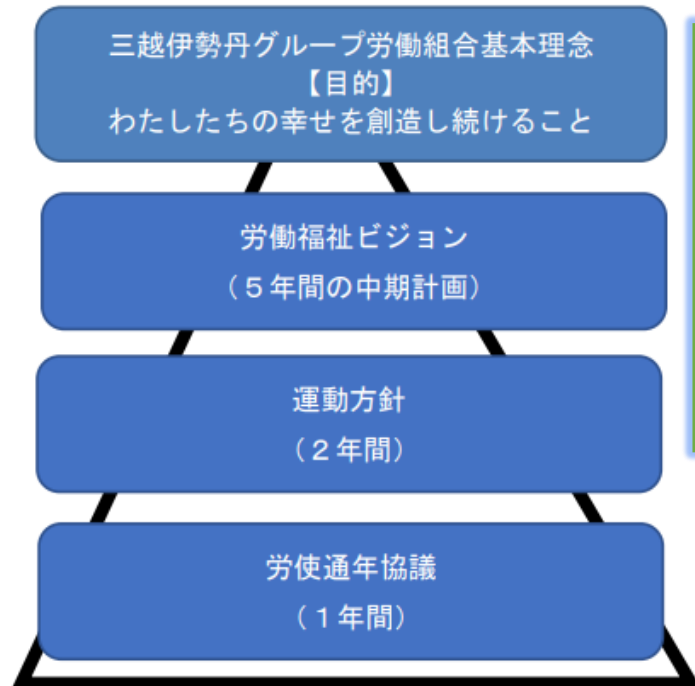 三越伊勢丹グループ労働組合基本理念
【目的】
わたしたちの幸せを創造し続けること
労働福祉ビジョン
（５年間の中期計画）
運動方針
（２年間）
労使通年協議
（１年間）